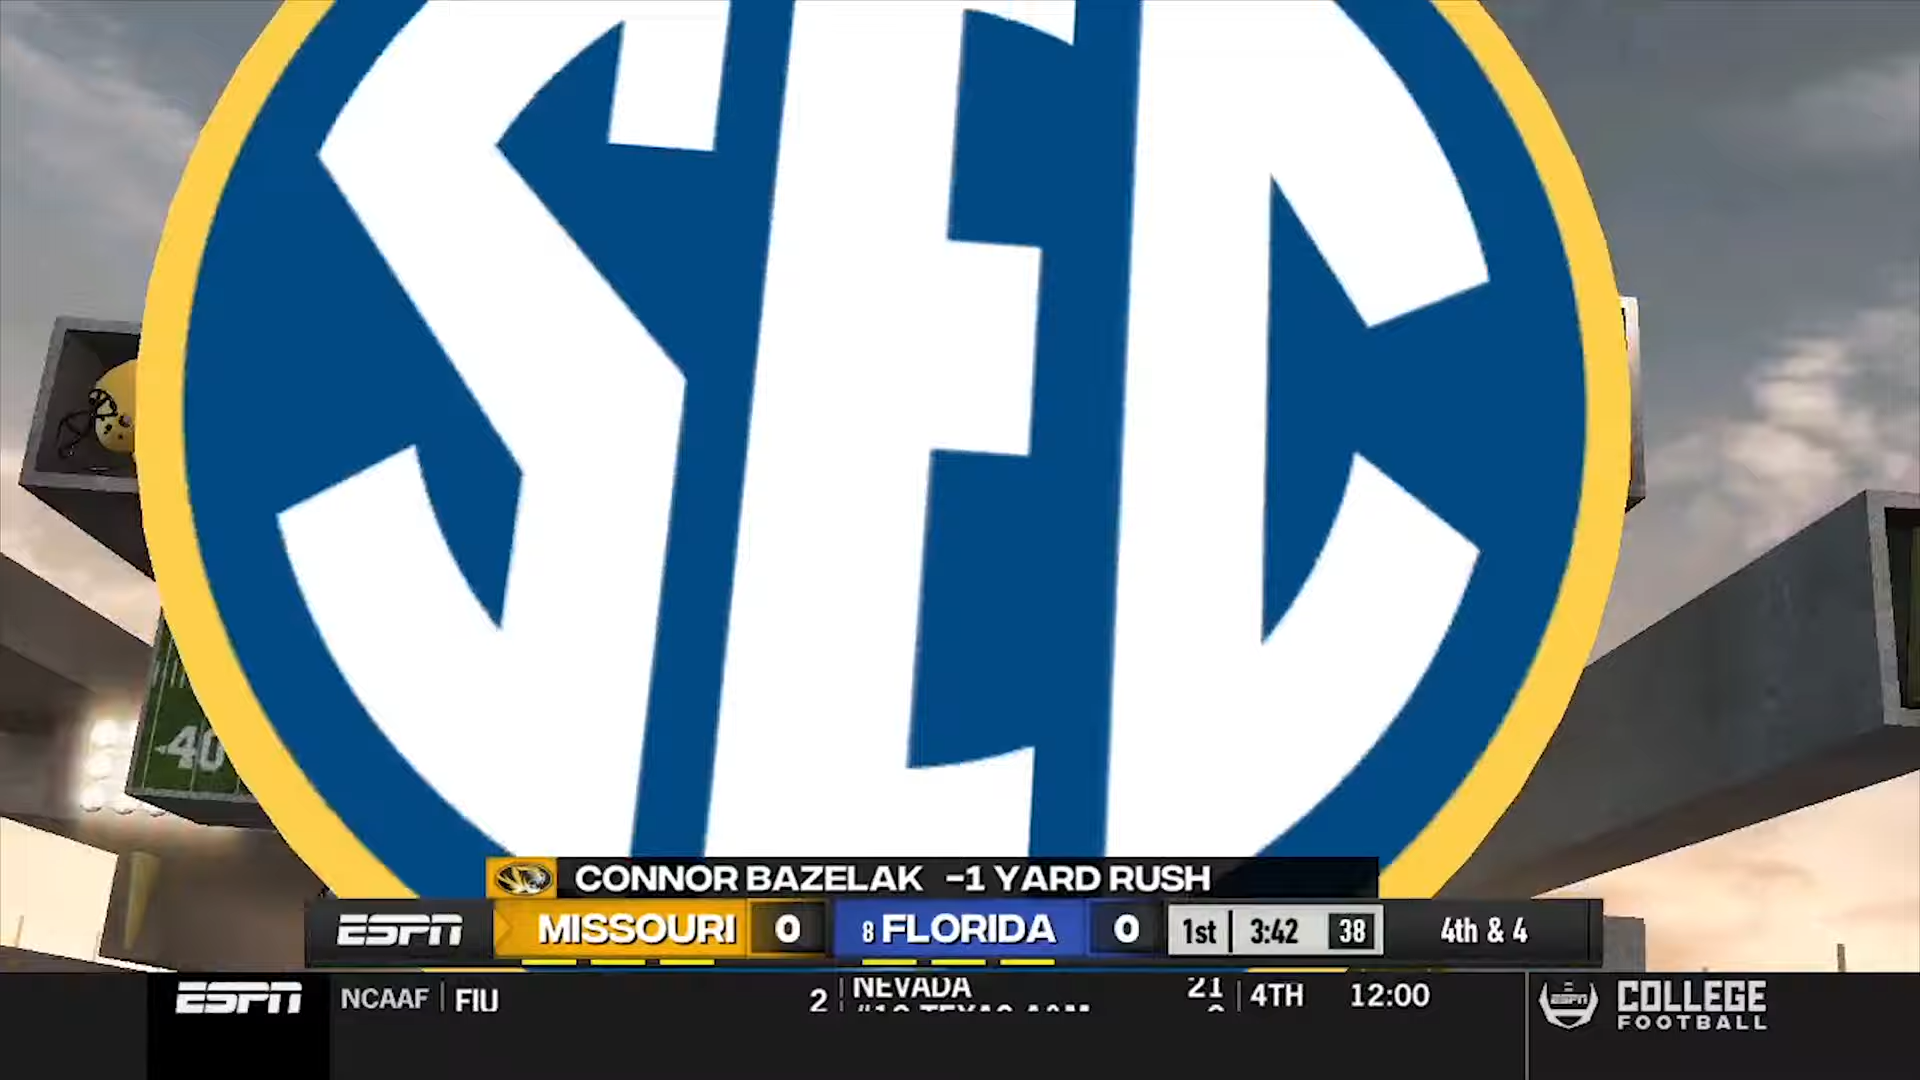 SEC
40
CONNOR BAZELAK -1 YARD RUSH
ESPN MISSOURI 0 8 FLORIDA 0 1st 3:42 38 4th & 4
ESPN NCAAF FIU 2 NEVADA 21 4TH 12:00 ESPN COLLEGE FOOTBALL